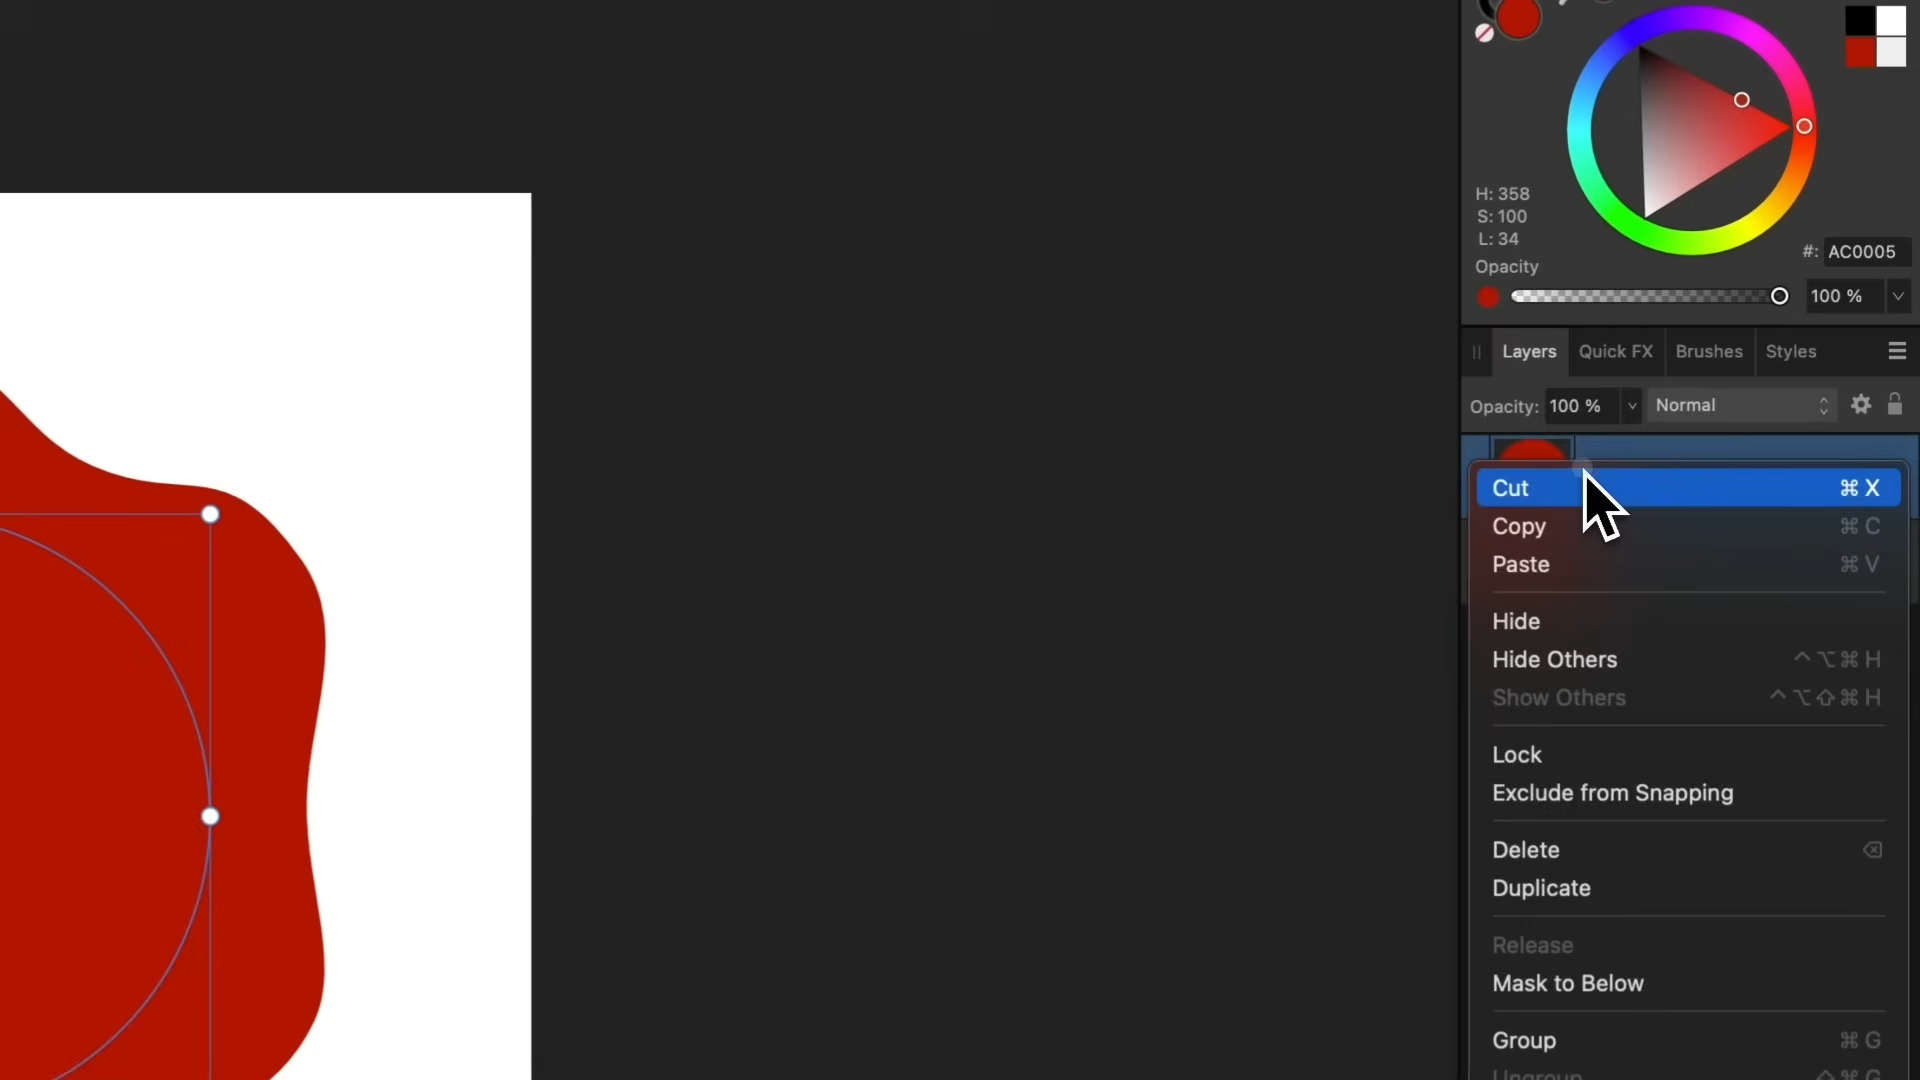 H: 358
S: 100
L: 34
#: AC0005
Opacity
100 %
Layers Quick FX Brushes Styles
Opacity: 100 % Normal
Cut ⌘ X
Copy ⌘ C
Paste ⌘ V
Hide
Hide Others ^⌥⌘ H
Show Others ^⌥⇧⌘ H
Lock
Exclude from Snapping
Delete ⌫
Duplicate
Release
Mask to Below
Group ⌘ G
Ungroup ⇧⌘ G